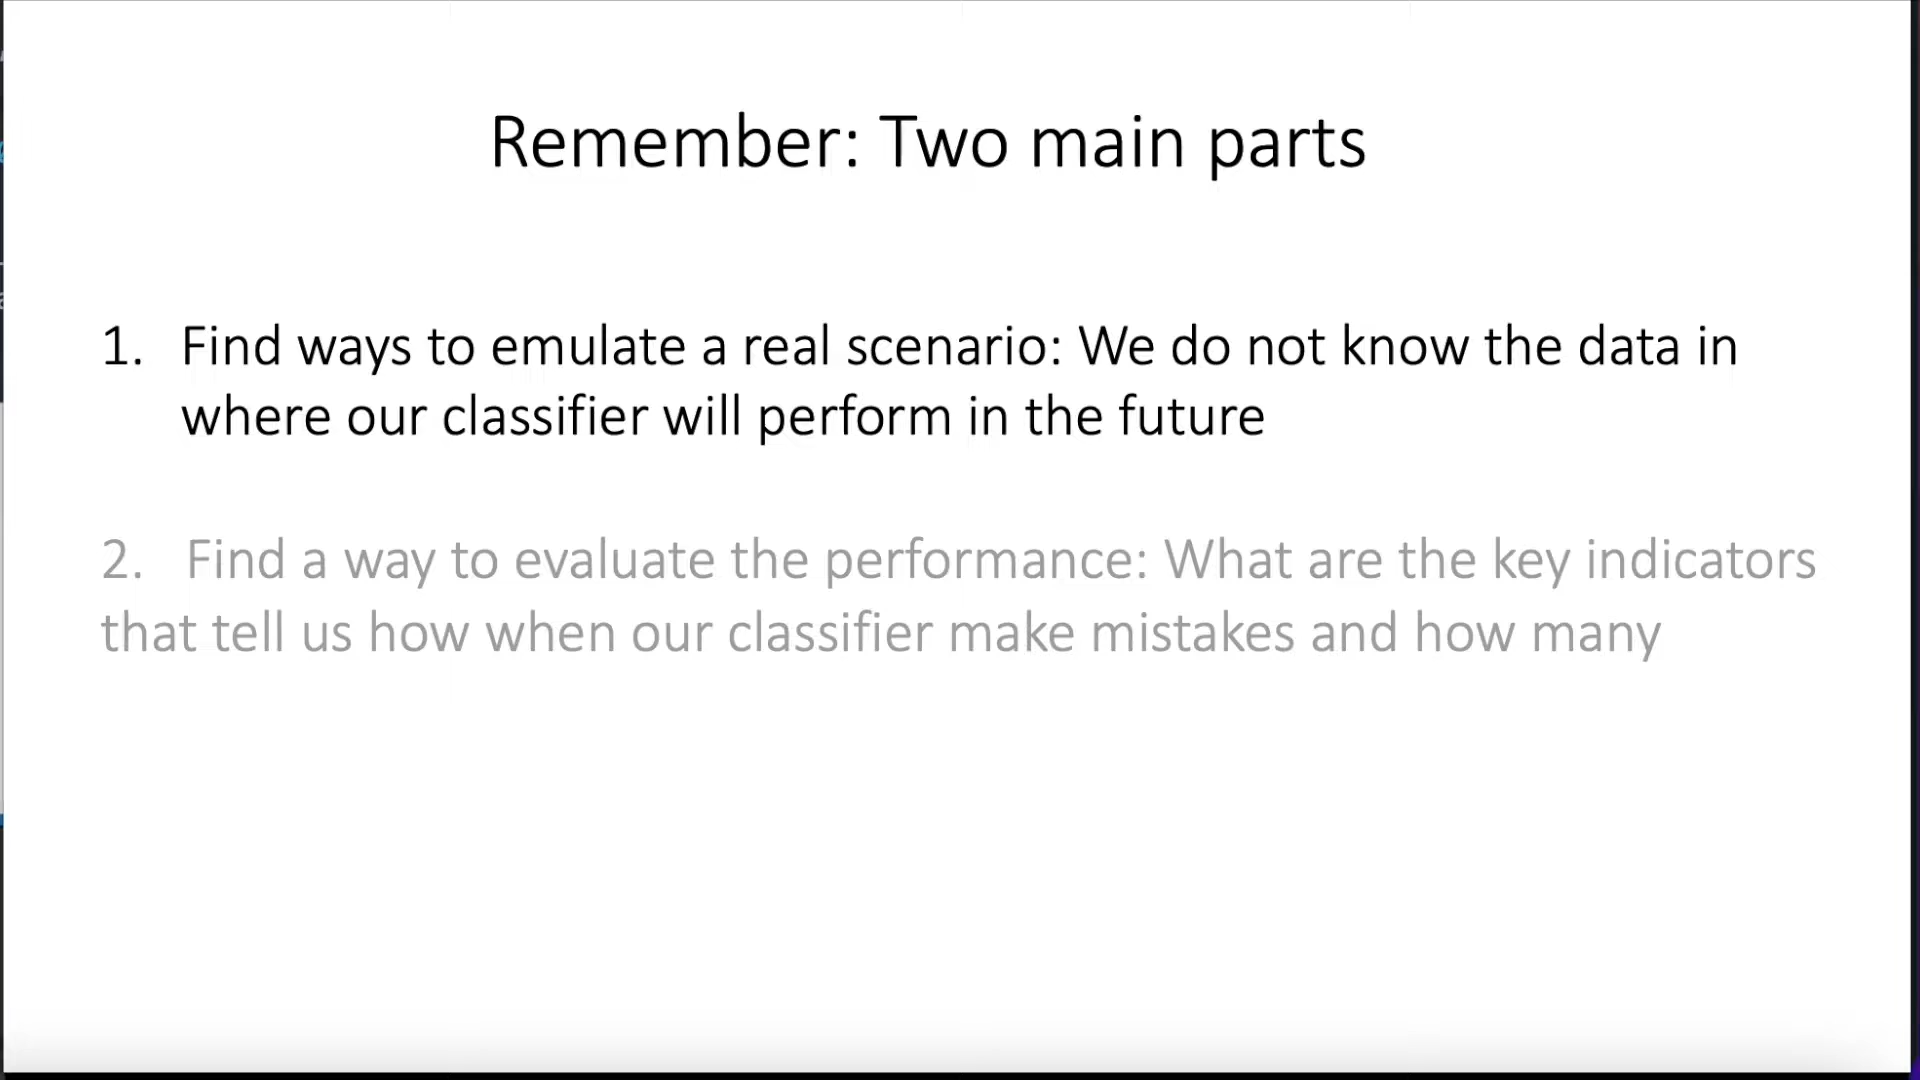 Remember: Two main parts
1. Find ways to emulate a real scenario: We do not know the data in
where our classifier will perform in the future
2. Find a way to evaluate the performance: What are the key indicators
that tell us how when our classifier make mistakes and how many